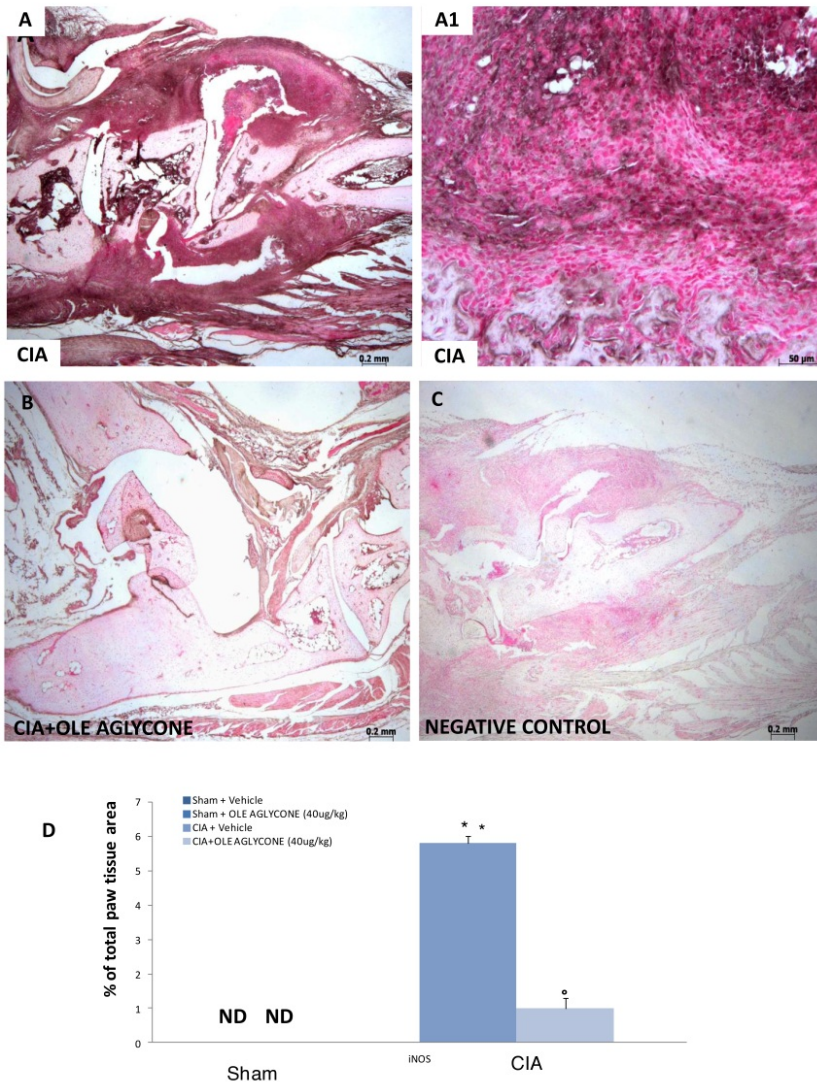 A
A1
CIA
0.2 mm
CIA
50 µm
B
C
CIA+OLE AGLYCONE
0.2 mm
NEGATIVE CONTROL
0.2 mm
D
Sham + Vehicle
Sham + OLE AGLYCONE (40ug/kg)
CIA + Vehicle
CIA+OLE AGLYCONE (40ug/kg)
% of total paw tissue area
7
6
5
4
3
2
1
0
* *
°
ND ND
iNOS
Sham
CIA